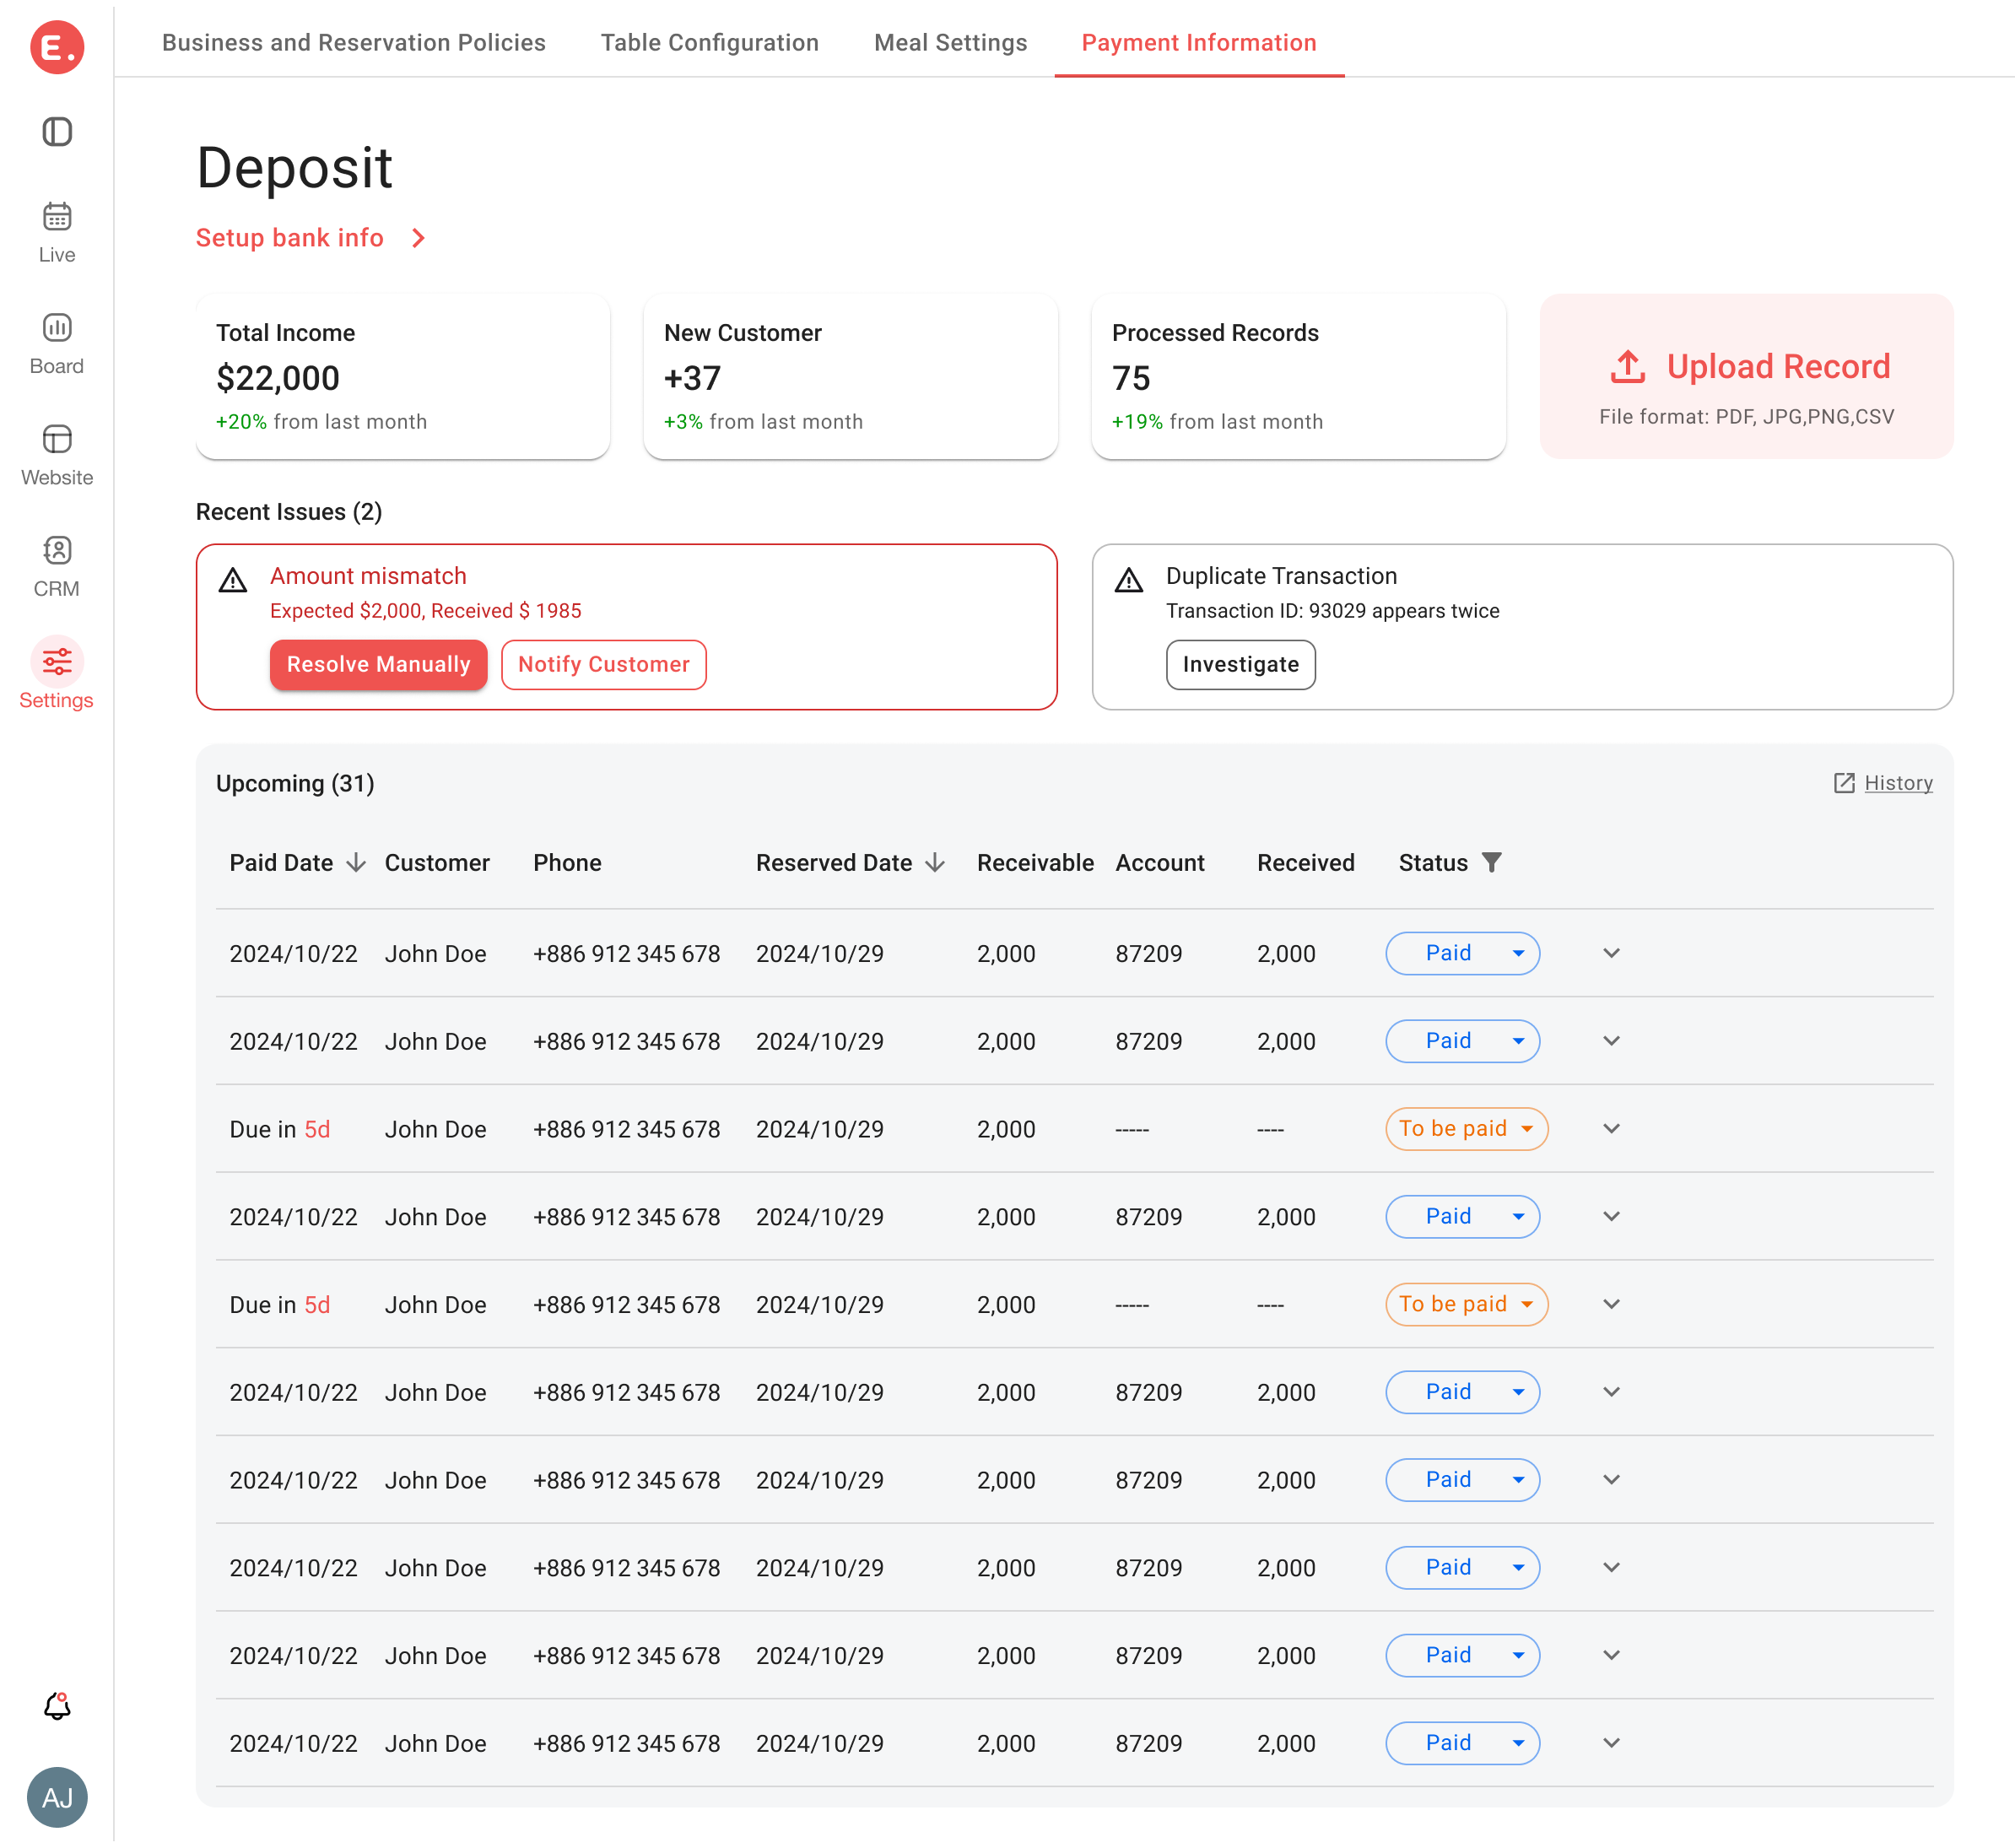 E.
Business and Reservation Policies Table Configuration Meal Settings Payment Information
Live
Board
Website
CRM
Settings
AJ
Deposit
Setup bank info
Total Income
$22,000
+20% from last month
New Customer
+37
+3% from last month
Processed Records
75
+19% from last month
Upload Record
File format: PDF, JPG,PNG,CSV
Recent Issues (2)
Amount mismatch
Expected $2,000, Received $ 1985
Resolve Manually Notify Customer
Duplicate Transaction
Transaction ID: 93029 appears twice
Investigate
Upcoming (31) History
Paid Date Customer Phone Reserved Date Receivable Account Received Status
2024/10/22 John Doe +886 912 345 678 2024/10/29 2,000 87209 2,000 Paid
2024/10/22 John Doe +886 912 345 678 2024/10/29 2,000 87209 2,000 Paid
Due in 5d John Doe +886 912 345 678 2024/10/29 2,000 ----- ---- To be paid
2024/10/22 John Doe +886 912 345 678 2024/10/29 2,000 87209 2,000 Paid
Due in 5d John Doe +886 912 345 678 2024/10/29 2,000 ----- ---- To be paid
2024/10/22 John Doe +886 912 345 678 2024/10/29 2,000 87209 2,000 Paid
2024/10/22 John Doe +886 912 345 678 2024/10/29 2,000 87209 2,000 Paid
2024/10/22 John Doe +886 912 345 678 2024/10/29 2,000 87209 2,000 Paid
2024/10/22 John Doe +886 912 345 678 2024/10/29 2,000 87209 2,000 Paid
2024/10/22 John Doe +886 912 345 678 2024/10/29 2,000 87209 2,000 Paid